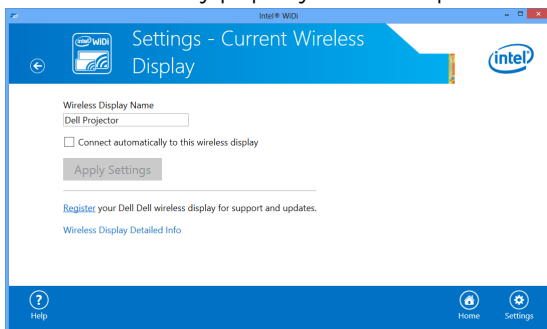 Intel® WiDi
intel WiDi
Settings - Current Wireless
Display
intel
Wireless Display Name
Dell Projector
Connect automatically to this wireless display
Apply Settings
Register your Dell Dell wireless display for support and updates.
Wireless Display Detailed Info
?
Help
Home
Settings